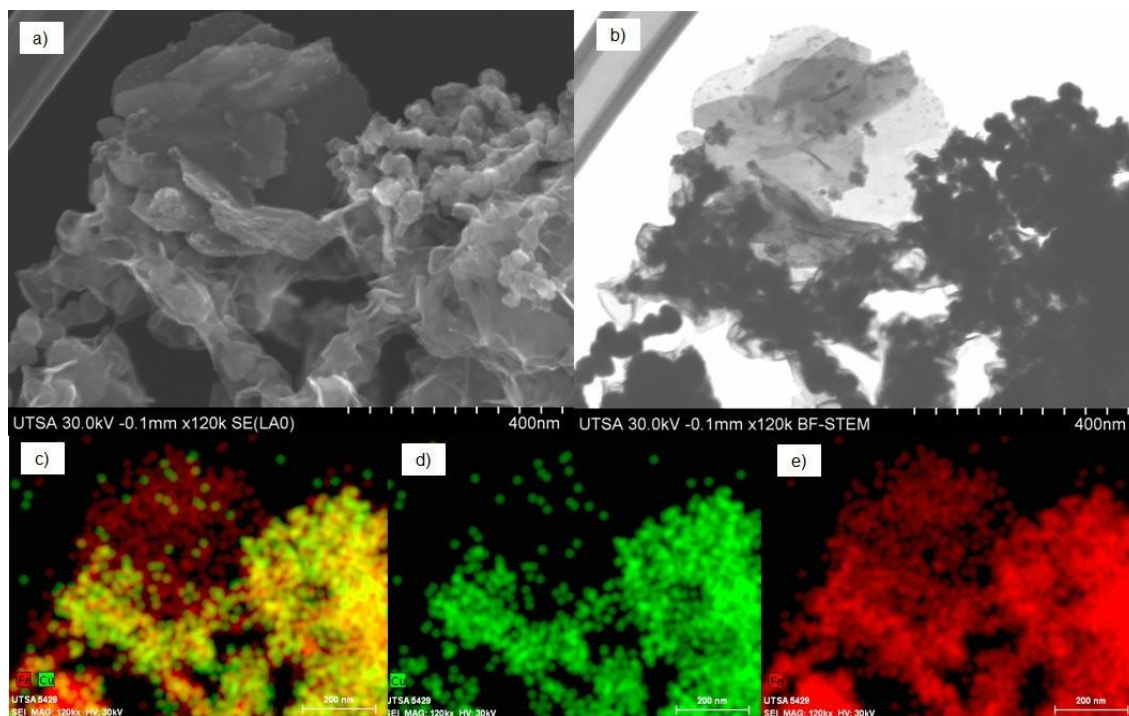 a)
b)
UTSA 30.0kV -0.1mm x120k SE(LA0)
400nm
UTSA 30.0kV -0.1mm x120k BF-STEM
400nm
c)
d)
e)
Fe Cu
UTSA 5429
SEI MAG: 120kx HV: 30kV
200 nm
Cu
UTSA 5429
SEI MAG: 120kx HV: 30kV
200 nm
Fe
UTSA 5429
SEI MAG: 120kx HV: 30kV
200 nm